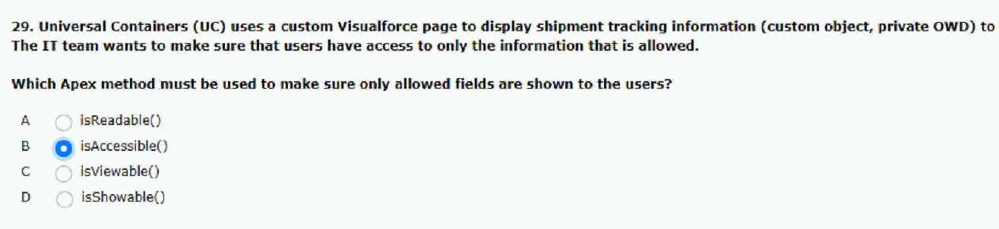 29. Universal Containers (UC) uses a custom Visualforce page to display shipment tracking information (custom object, private OWD) to
The IT team wants to make sure that users have access to only the information that is allowed.
Which Apex method must be used to make sure only allowed fields are shown to the users?
A isReadable()
B isAccessible()
C isViewable()
D isShowable()